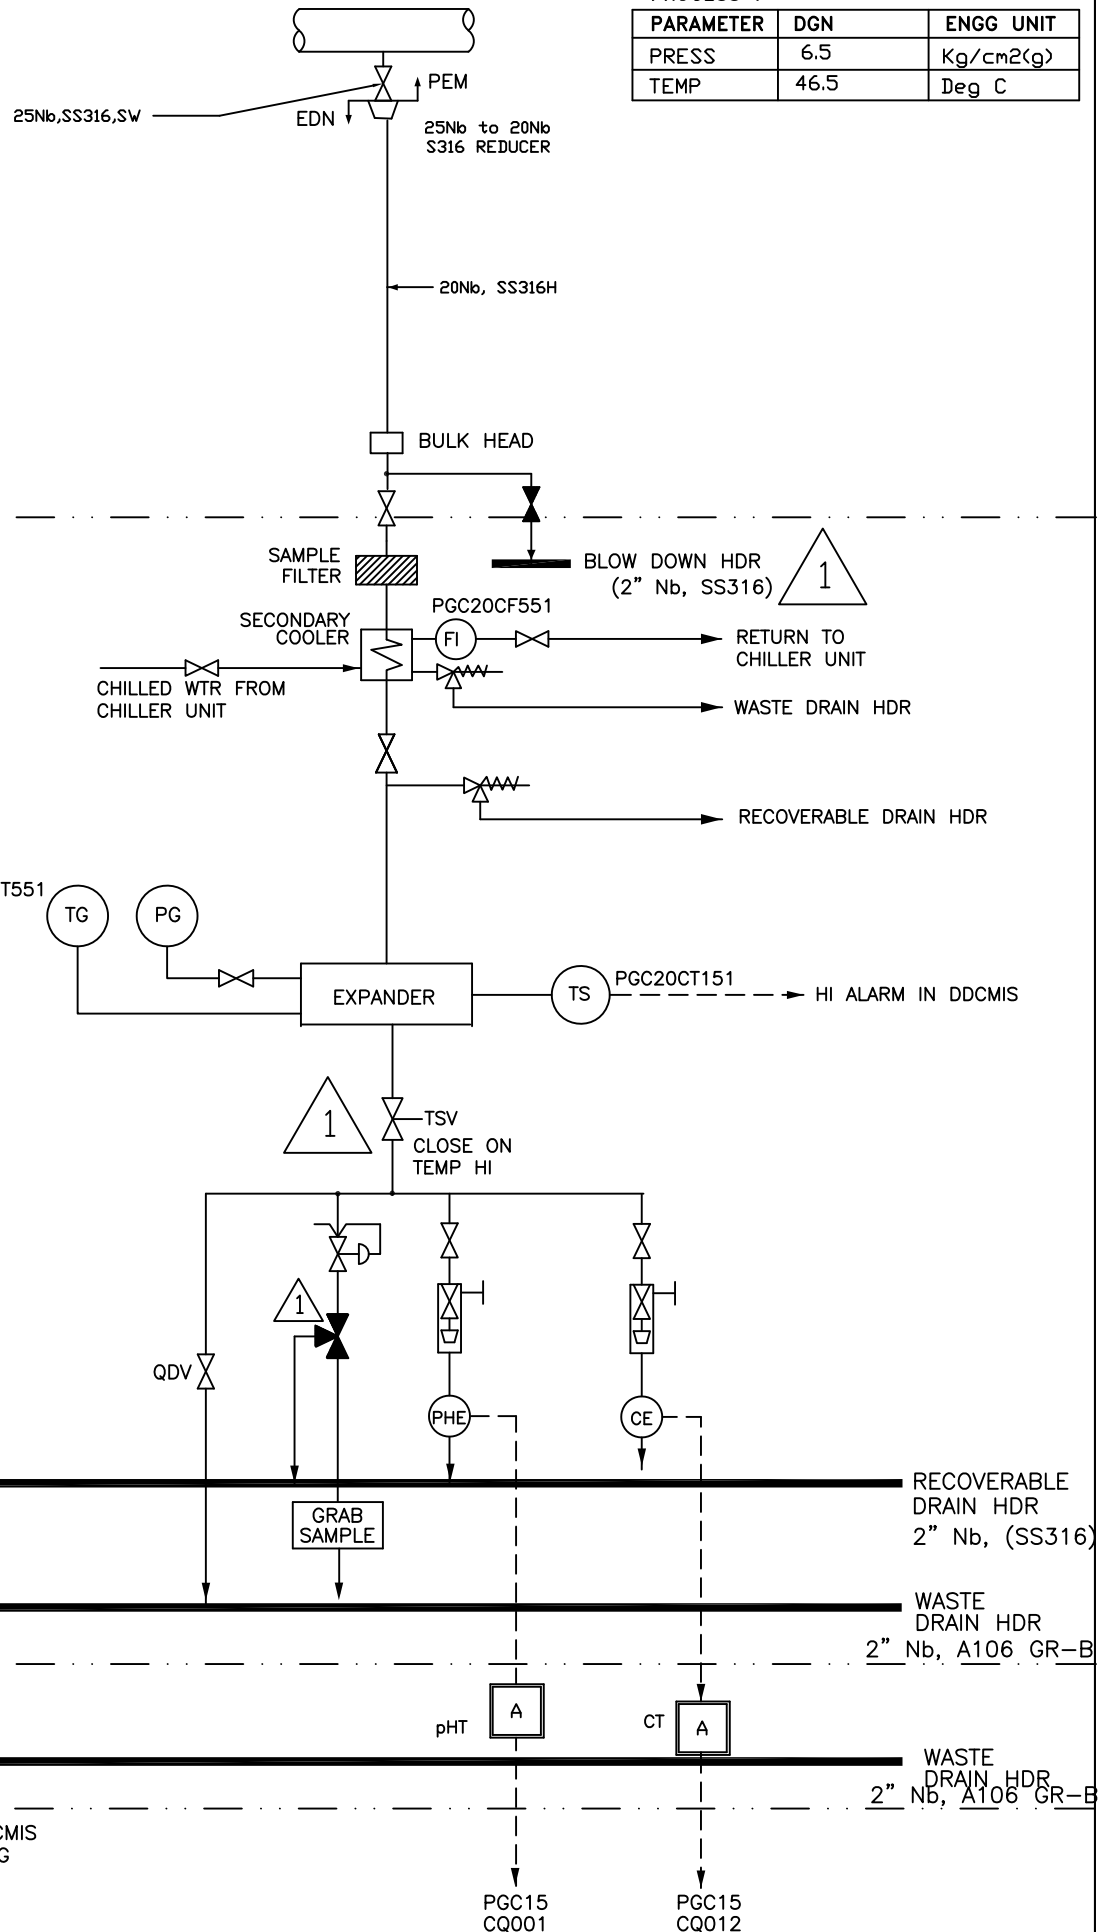 PARAMETER DGN ENGG UNIT
PRESS 6.5 Kg/cm2(g)
TEMP 46.5 Deg C
PEM
25Nb,SS316,SW
EDN
25Nb to 20Nb
S316 REDUCER
20Nb, SS316H
BULK HEAD
SAMPLE
FILTER
BLOW DOWN HDR
(2" Nb, SS316)
1
PGC20CF551
SECONDARY
COOLER
FI
RETURN TO
CHILLER UNIT
CHILLED WTR FROM
CHILLER UNIT
WASTE DRAIN HDR
RECOVERABLE DRAIN HDR
T551
TG
PG
EXPANDER
TS
PGC20CT151
HI ALARM IN DDCMIS
1
TSV
CLOSE ON
TEMP HI
1
QDV
PHE
CE
RECOVERABLE
DRAIN HDR
2" Nb, (SS316)
GRAB
SAMPLE
WASTE
DRAIN HDR
2" Nb, A106 GR-B
pHT
A
CT
A
WASTE
DRAIN HDR
2" Nb, A106 GR-B
CMIS
G
PGC15
CQ001
PGC15
CQ012